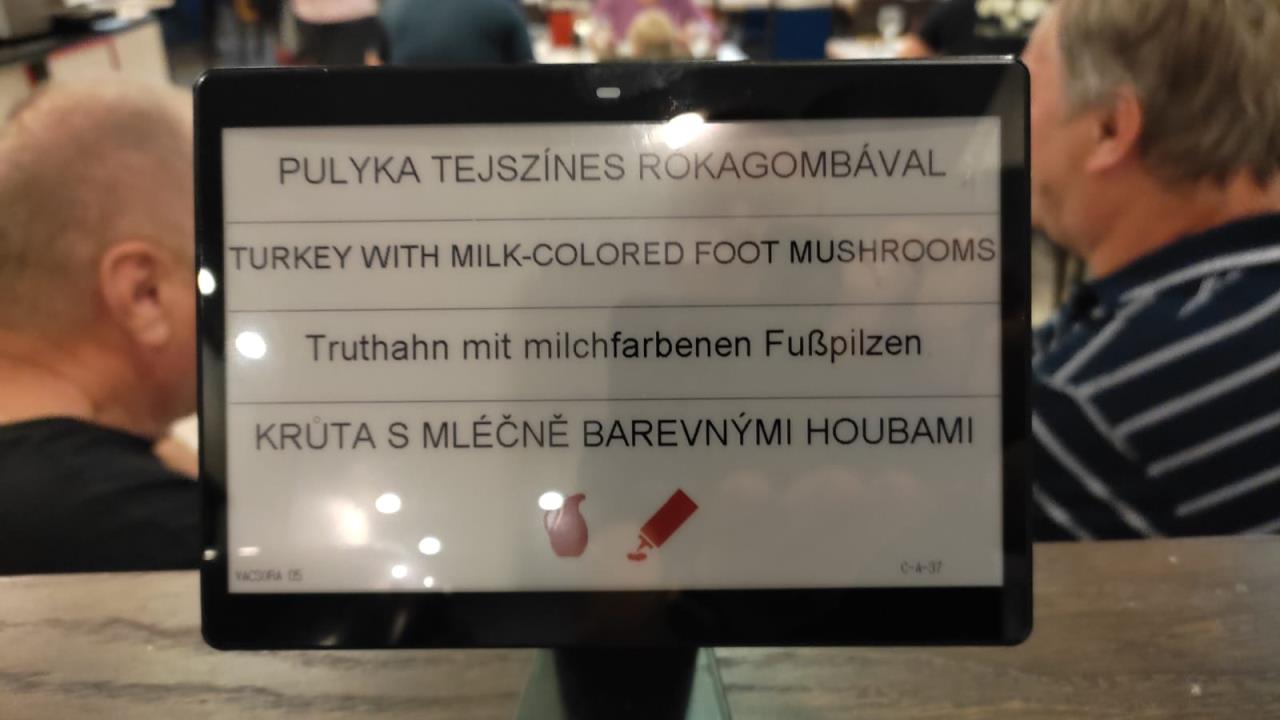 PULYKA TEJSZÍNES RÓKAGOMBÁVAL
TURKEY WITH MILK-COLORED FOOT MUSHROOMS
Truthahn mit milchfarbenen Fußpilzen
KRŮTA S MLÉČNĚ BAREVNÝMI HOUBAMI
VACSORA 05
C-A-37